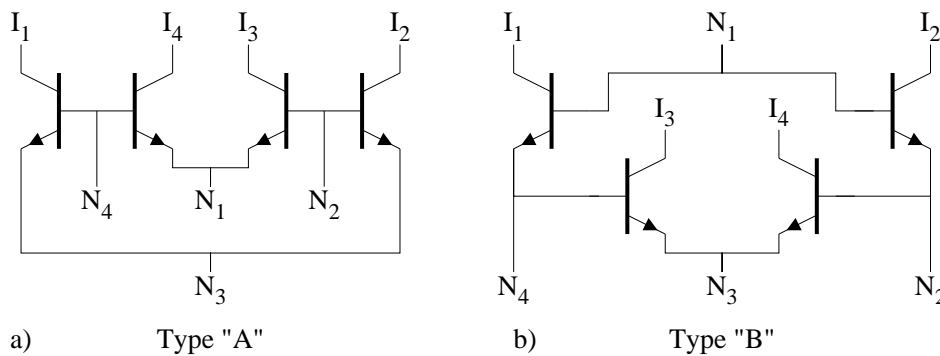 I1 I4 I3 I2 I1 N1 I2
I3 I4
N4 N1 N2
N3 N4 N3 N2
a) Type "A" b) Type "B"